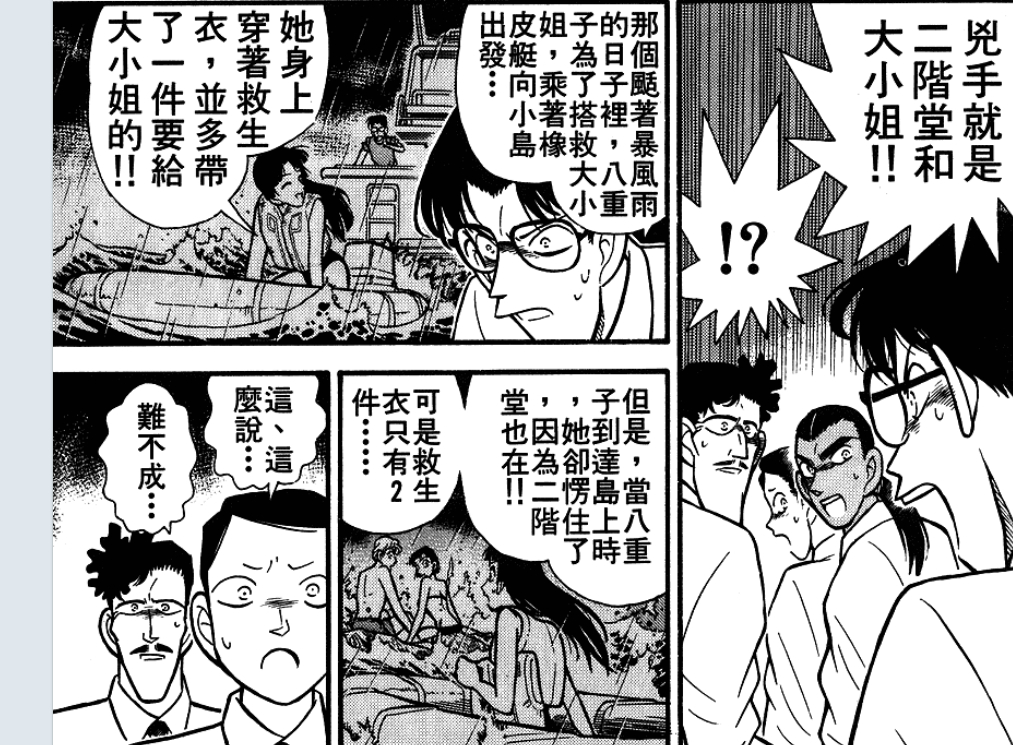 兇手就是
二階堂和
大小姐!!
!?
那個颳著暴風雨
的日子裡，八重
子為了搭救大小
姐，乘著橡
皮艇向小島
出發…
她身上
穿著救生
衣，並多帶
了一件要給
大小姐的!!
但是，當八重
子到達島上時
，她卻愣住了
，因為二階
堂也在!!
可是救生
衣只有2
件……
這、這
麼說…
難不成…